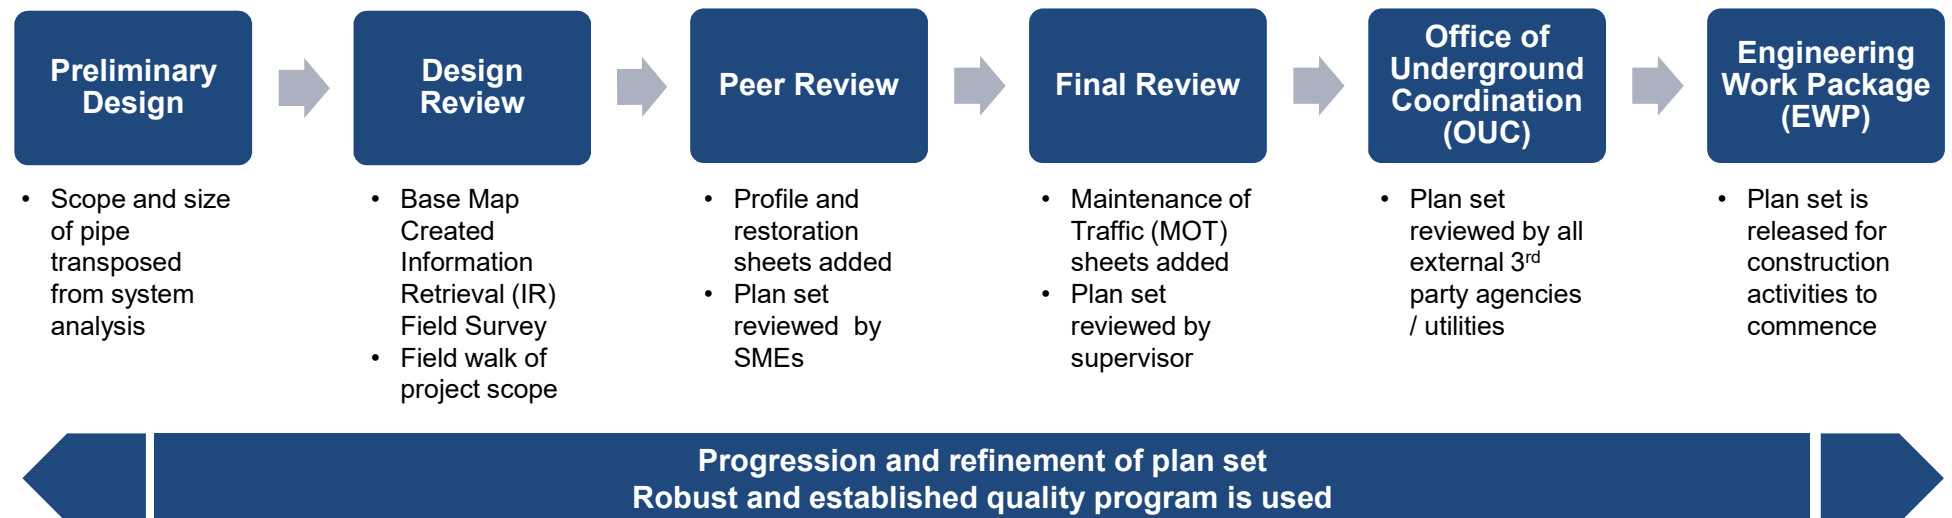 Preliminary
Design
Design
Review
Peer Review
Final Review
Office of
Underground
Coordination
(OUC)
Engineering
Work Package
(EWP)
• Scope and size
of pipe
transposed
from system
analysis
• Base Map
Created
Information
Retrieval (IR)
Field Survey
• Field walk of
project scope
• Profile and
restoration
sheets added
• Plan set
reviewed by
SMEs
• Maintenance of
Traffic (MOT)
sheets added
• Plan set
reviewed by
supervisor
• Plan set
reviewed by all
external 3rd
party agencies
/ utilities
• Plan set is
released for
construction
activities to
commence
Progression and refinement of plan set
Robust and established quality program is used